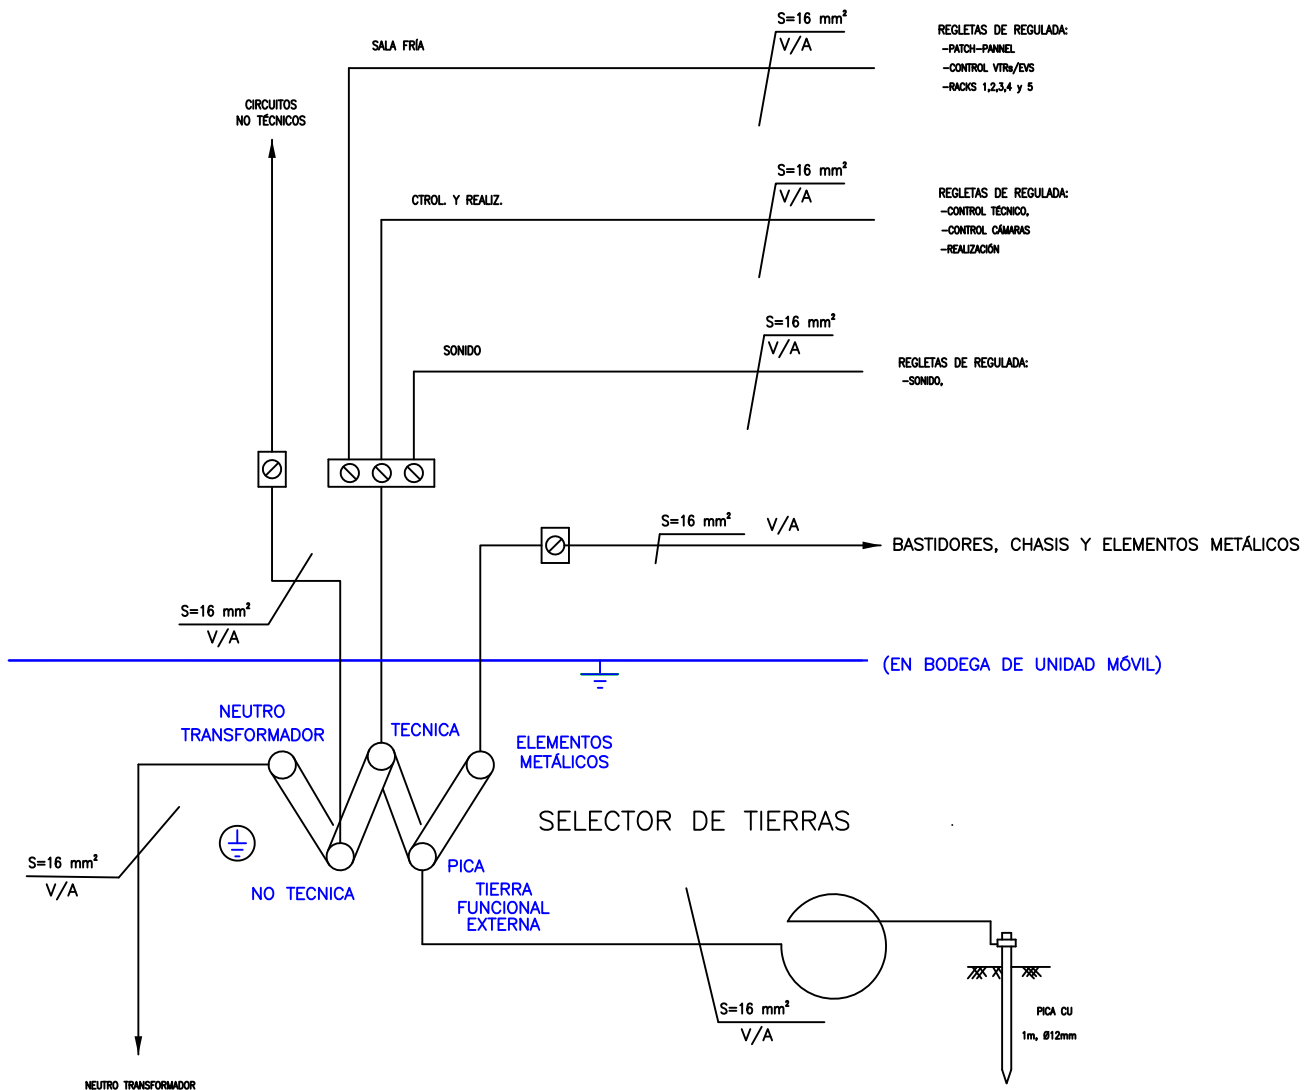 S=16 mm²
V/A
SALA FRÍA
REGLETAS DE REGULADA:
-PATCH-PANNEL
-CONTROL VTRs/EVS
-RACKS 1,2,3,4 y 5
CIRCUITOS
NO TÉCNICOS
S=16 mm²
V/A
CTROL. Y REALIZ.
REGLETAS DE REGULADA:
-CONTROL TÉCNICO,
-CONTROL CÁMARAS
-REALIZACIÓN
S=16 mm²
V/A
SONIDO
REGLETAS DE REGULADA:
-SONIDO,
S=16 mm²
V/A
BASTIDORES, CHASIS Y ELEMENTOS METÁLICOS
S=16 mm²
V/A
(EN BODEGA DE UNIDAD MÓVIL)
NEUTRO
TRANSFORMADOR
TECNICA
ELEMENTOS
METÁLICOS
SELECTOR DE TIERRAS
S=16 mm²
V/A
NO TECNICA
PICA
TIERRA
FUNCIONAL
EXTERNA
S=16 mm²
V/A
PICA CU
1m, Ø12mm
NEUTRO TRANSFORMADOR